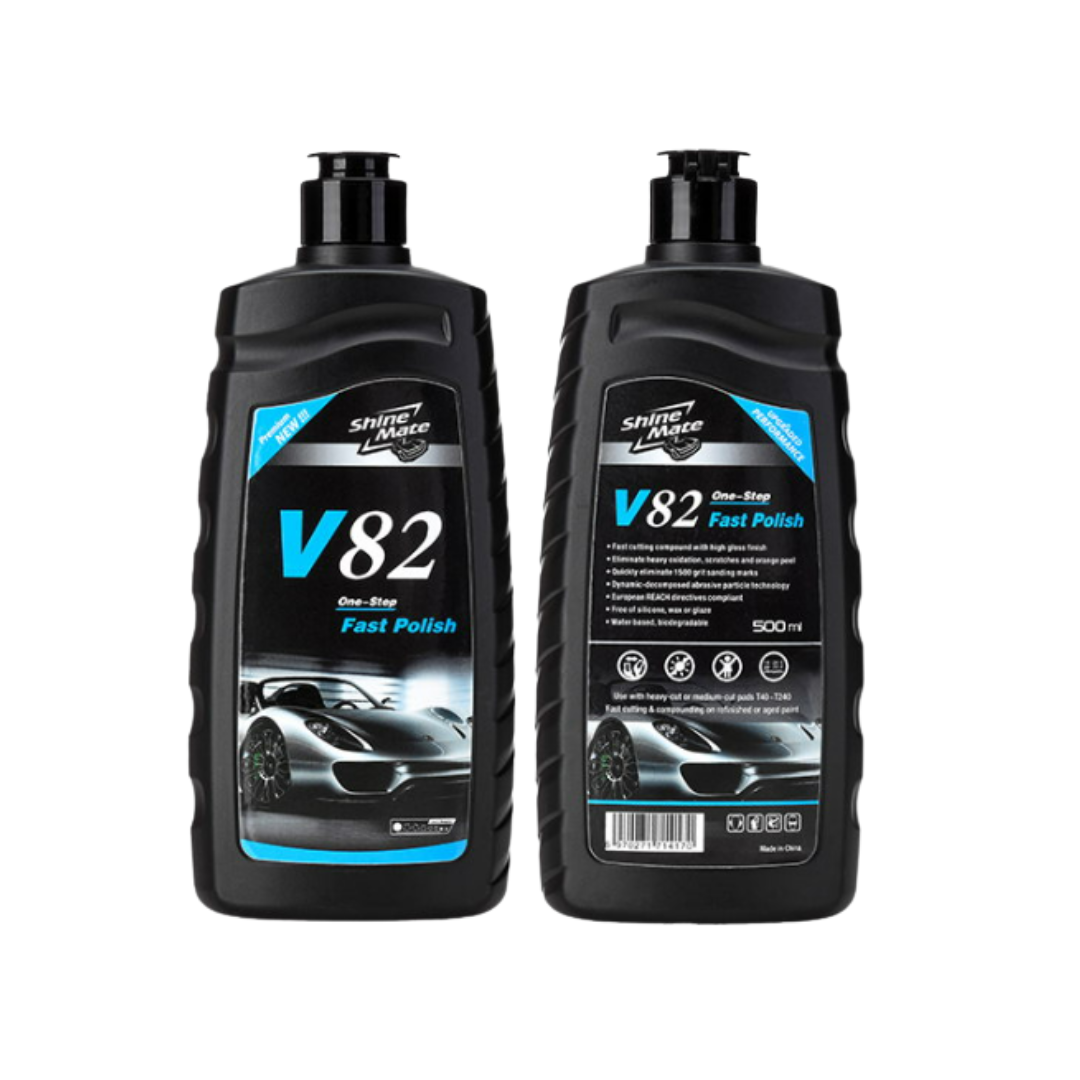 Premium
NEW !!!
Shine
Mate
V82
One-Step
Fast Polish
Shine
Mate
UPGRADED
PERFORMANCE
V82 One-Step
Fast Polish
• Fast cutting compound with high gloss finish
• Eliminate heavy oxidation, scratches and orange peel
• Quickly eliminate 1500 grit sanding marks
• Dynamic-decomposed abrasive particle technology
• European REACH directives compliant
• Free of silicone, wax or glaze
• Water based, biodegradable
500 ml
Use with heavy-cut or medium-cut pads T40-T240
Fast cutting & compounding on refinished or aged paint
6 970271 714170
Made in China